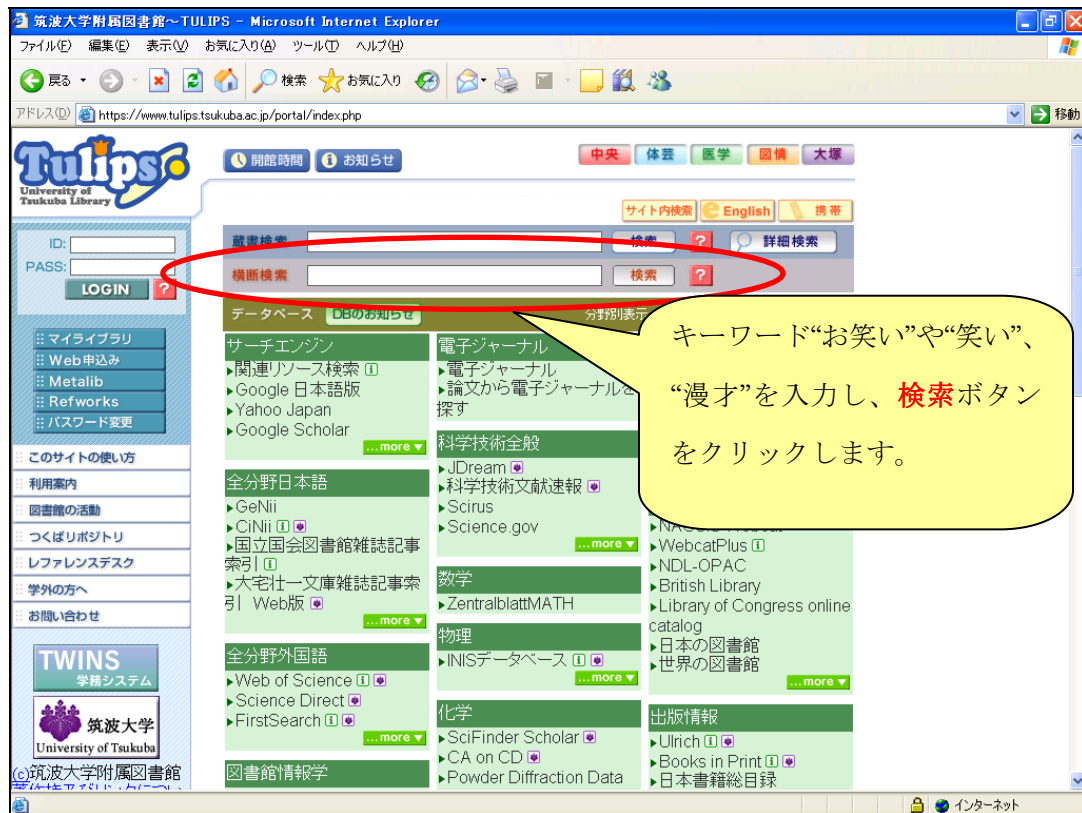 筑波大学附属図書館～TULIPS - Microsoft Internet Explorer
ファイル(F) 編集(E) 表示(V) お気に入り(A) ツール(T) ヘルプ(H)
戻る 検索 お気に入り
アドレス(D) https://www.tulips.tsukuba.ac.jp/portal/index.php 移動
Tulips
University of
Tsukuba Library
開館時間 お知らせ
中央 体芸 医学 図情 大塚
サイト内検索 English 携帯
ID:
PASS:
LOGIN ?
マイライブラリ
Web申込み
Metalib
Refworks
パスワード変更
このサイトの使い方
利用案内
図書館の活動
つくばリポジトリ
レファレンスデスク
学外の方へ
お問い合わせ
TWINS
学務システム
筑波大学
University of Tsukuba
(c)筑波大学附属図書館
蔵書検索 検索 ? 詳細検索
横断検索 検索 ?
データベース DBのお知らせ 分野別表示
サーチエンジン
関連リソース検索
Google 日本語版
Yahoo Japan
Google Scholar
...more
全分野日本語
GeNii
CiNii
国立国会図書館雑誌記事
索引
大宅壮一文庫雑誌記事索
引 Web版
...more
全分野外国語
Web of Science
Science Direct
FirstSearch
...more
図書館情報学
電子ジャーナル
電子ジャーナル
論文から電子ジャーナルを
探す
科学技術全般
JDream
科学技術文献速報
Scirus
Science.gov
...more
数学
ZentralblattMATH
物理
INISデータベース
...more
化学
SciFinder Scholar
CA on CD
Powder Diffraction Data
キーワード“お笑い”や“笑い”、
“漫才”を入力し、検索ボタン
をクリックします。
WebcatPlus
NDL-OPAC
British Library
Library of Congress online
catalog
日本の図書館
世界の図書館
...more
出版情報
Ulrich
Books in Print
日本書籍総目録
インターネット